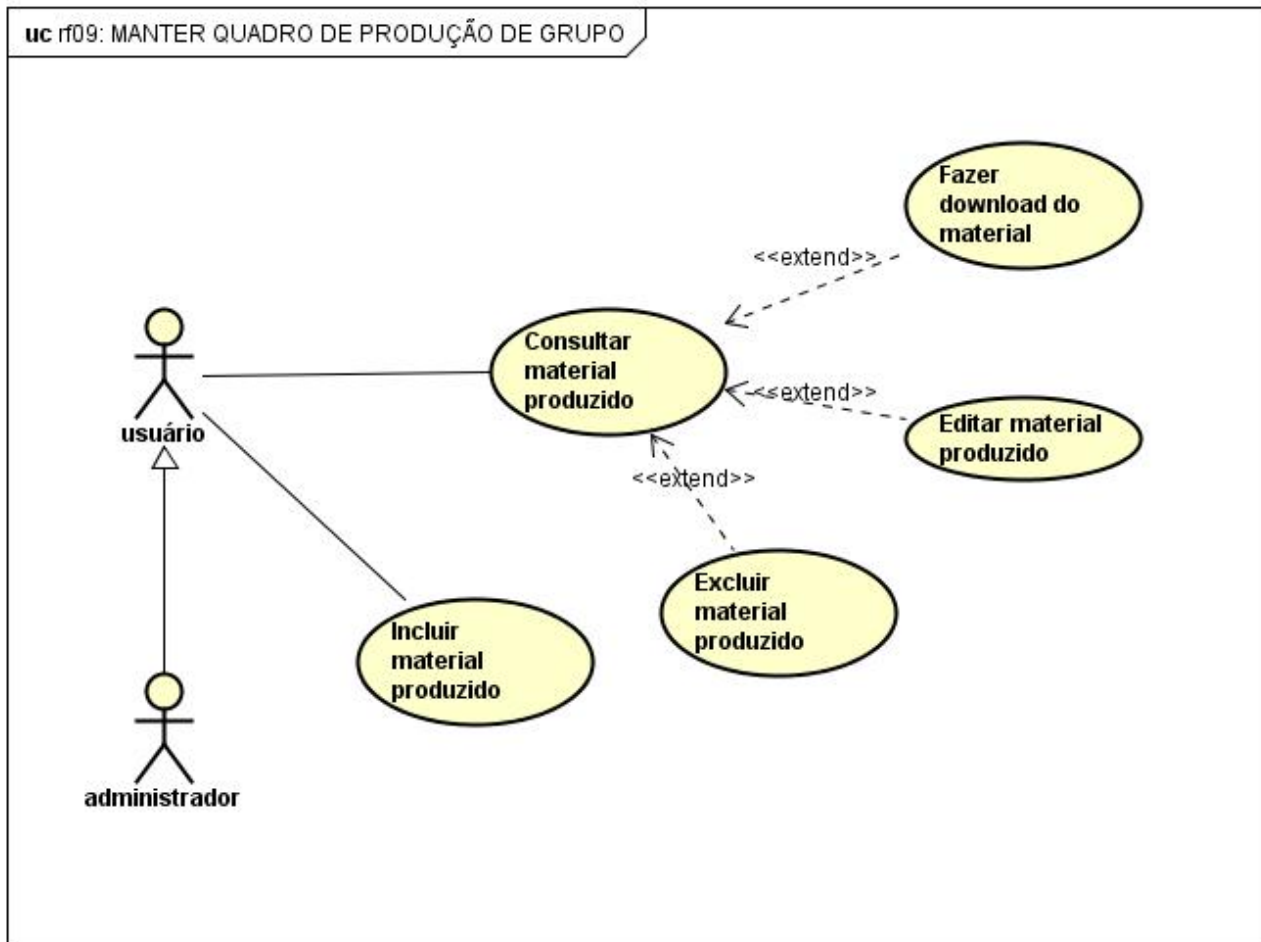 uc rf09: MANTER QUADRO DE PRODUÇÃO DE GRUPO
Fazer
download do
material
<<extend>>
Consultar
material
produzido
<<extend>>
Editar material
produzido
usuário
<<extend>>
Excluir
material
produzido
Incluir
material
produzido
administrador